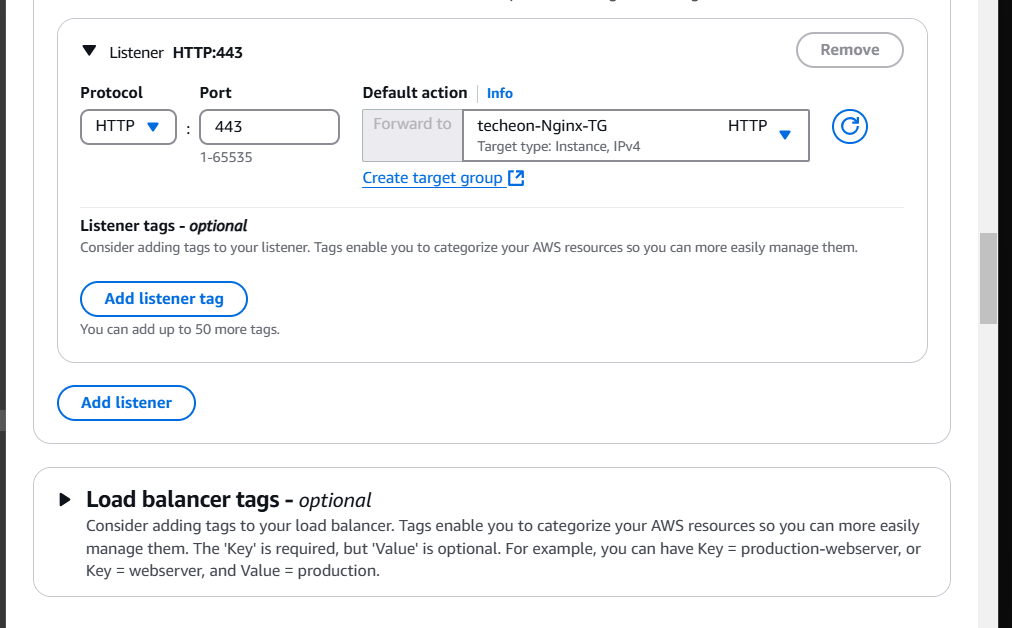 Listener HTTP:443
Remove
Protocol
Port
Default action
Info
HTTP
:
443
Forward to
techeon-Nginx-TG
HTTP
Target type: Instance, IPv4
1-65535
Create target group
Listener tags - optional
Consider adding tags to your listener. Tags enable you to categorize your AWS resources so you can more easily manage them.
Add listener tag
You can add up to 50 more tags.
Add listener
Load balancer tags - optional
Consider adding tags to your load balancer. Tags enable you to categorize your AWS resources so you can more easily
manage them. The 'Key' is required, but 'Value' is optional. For example, you can have Key = production-webserver, or
Key = webserver, and Value = production.